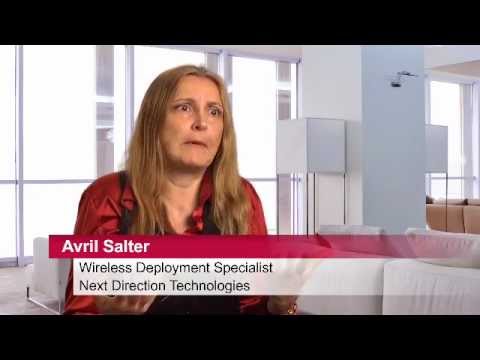 Avril Salter
Wireless Deployment Specialist
Next Direction Technologies